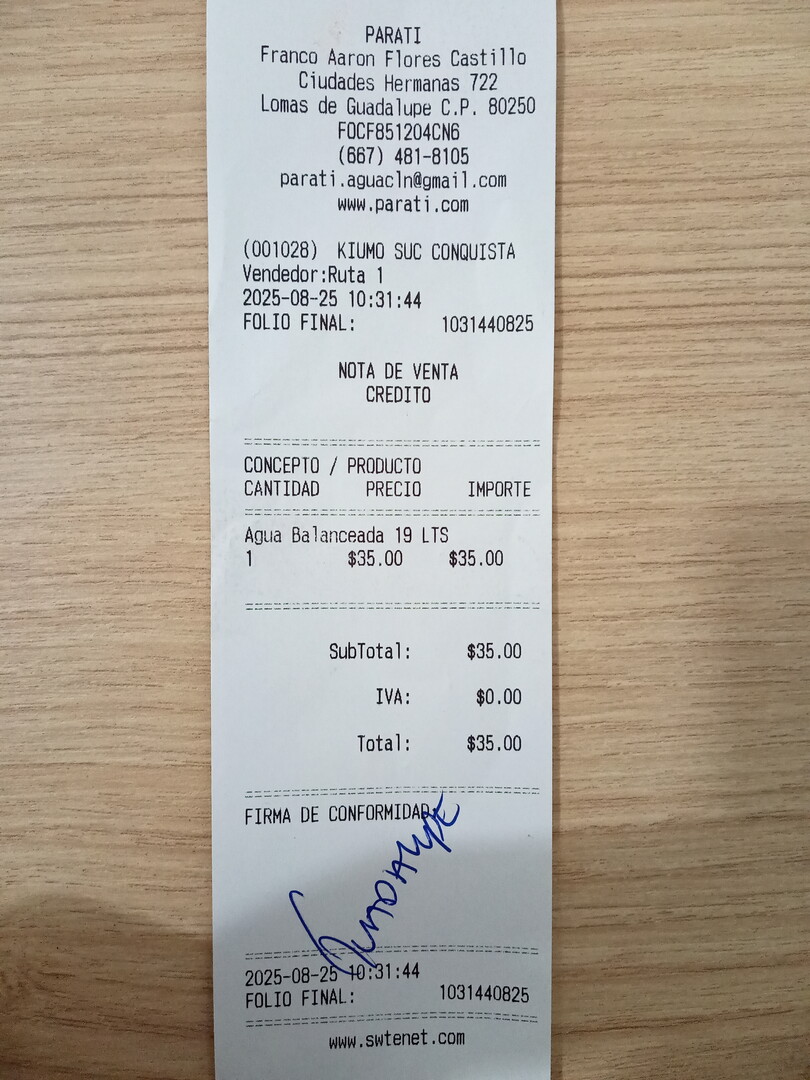 PARATI
Franco Aaron Flores Castillo
Ciudades Hermanas 722
Lomas de Guadalupe C.P. 80250
FOCF851204CN6
(667) 481-8105
parati.aguacln@gmail.com
www.parati.com
(001028) KIUMO SUC CONQUISTA
Vendedor:Ruta 1
2025-08-25 10:31:44
FOLIO FINAL: 1031440825
NOTA DE VENTA
CREDITO
CONCEPTO / PRODUCTO
CANTIDAD PRECIO IMPORTE
Agua Balanceada 19 LTS
1 $35.00 $35.00
SubTotal: $35.00
IVA: $0.00
Total: $35.00
FIRMA DE CONFORMIDAD
2025-08-25 10:31:44
FOLIO FINAL: 1031440825
www.swtenet.com